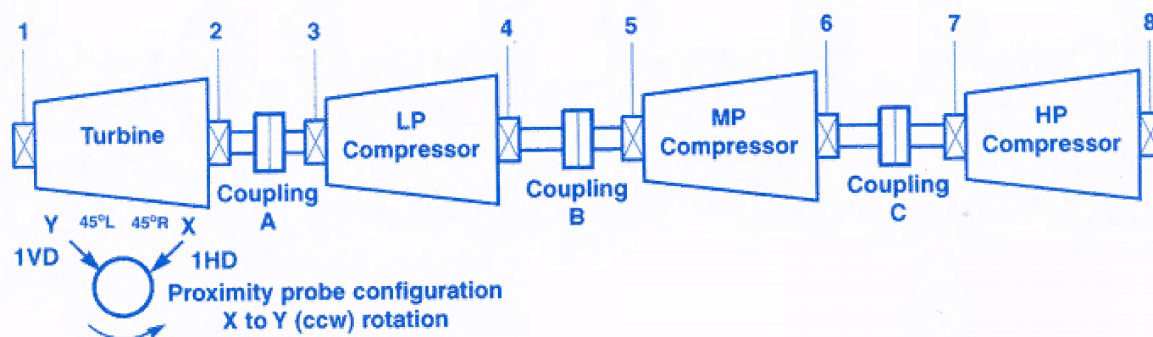 1 2 3 4 5 6 7 8
Turbine
LP
Compressor
MP
Compressor
HP
Compressor
Coupling
A
Coupling
B
Coupling
C
Y 45°L 45°R X
1VD 1HD
Proximity probe configuration
X to Y (ccw) rotation